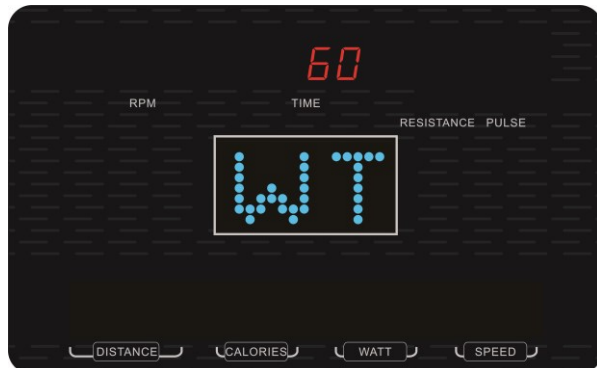 60
RPM TIME
RESISTANCE PULSE
WT
DISTANCE CALORIES WATT SPEED